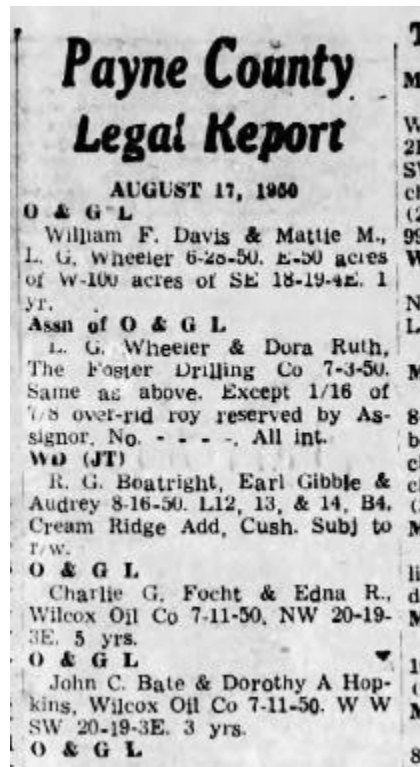 Payne County
Legal Report
AUGUST 17, 1950
O & G L
William F. Davis & Mattie M.,
L. G. Wheeler 6-28-50. E-50 acres
of W-100 acres of SE 18-19-4E. 1
yr.
Assn of O & G L
L. G. Wheeler & Dora Ruth,
The Foster Drilling Co 7-3-50.
Same as above. Except 1/16 of
7/8 over-rid roy reserved by As-
signor. No. - - - -. All int.
WD (JT)
R. G. Boatright, Earl Gibble &
Audrey 8-16-50. L12, 13, & 14, B4,
Cream Ridge Add, Cush. Subj to
r/w.
O & G L
Charlie G. Focht & Edna R.,
Wilcox Oil Co 7-11-50, NW 20-19-
3E. 5 yrs.
O & G L
John C. Bate & Dorothy A Hop-
kins, Wilcox Oil Co 7-11-50. W W
SW 20-19-3E. 3 yrs.
O & G L